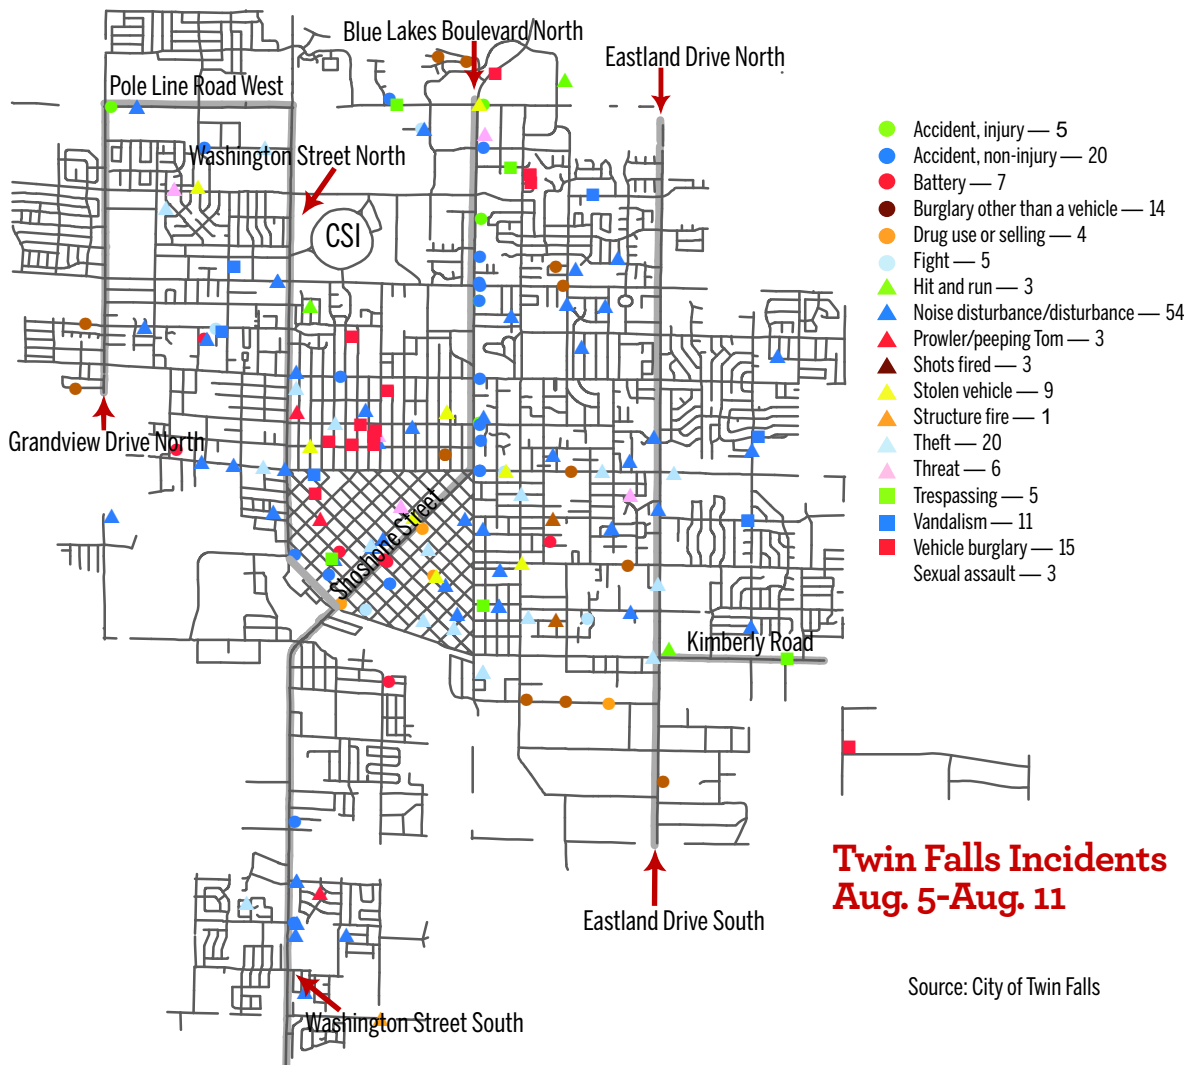 Blue Lakes Boulevard North
Eastland Drive North
Pole Line Road West
Washington Street North
CSI
Grandview Drive North
Shoshone Street
Kimberly Road
Eastland Drive South
Washington Street South
Accident, injury — 5
Accident, non-injury — 20
Battery — 7
Burglary other than a vehicle — 14
Drug use or selling — 4
Fight — 5
Hit and run — 3
Noise disturbance/disturbance — 54
Prowler/peeping Tom — 3
Shots fired — 3
Stolen vehicle — 9
Structure fire — 1
Theft — 20
Threat — 6
Trespassing — 5
Vandalism — 11
Vehicle burglary — 15
Sexual assault — 3
Twin Falls Incidents
Aug. 5-Aug. 11
Source: City of Twin Falls